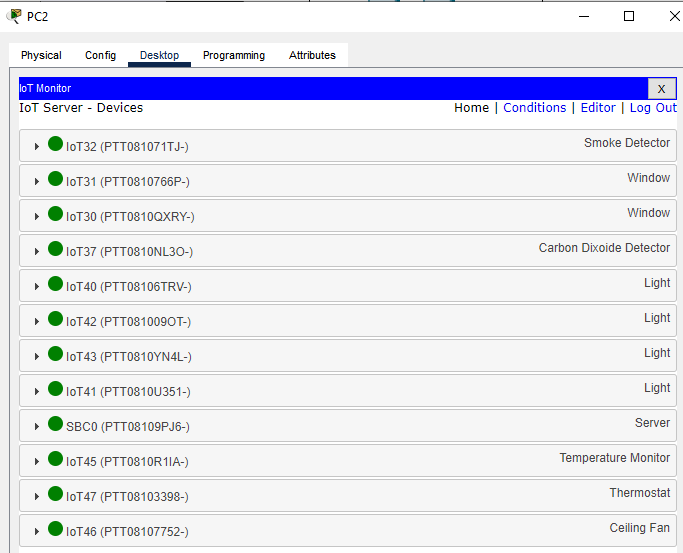 PC2
Physical Config Desktop Programming Attributes
IoT Monitor X
IoT Server - Devices Home | Conditions | Editor | Log Out
IoT32 (PTT081071TJ-) Smoke Detector
IoT31 (PTT0810766P-) Window
IoT30 (PTT0810QXRY-) Window
IoT37 (PTT0810NL3O-) Carbon Dixoide Detector
IoT40 (PTT08106TRV-) Light
IoT42 (PTT081009OT-) Light
IoT43 (PTT0810YN4L-) Light
IoT41 (PTT0810U351-) Light
SBC0 (PTT08109PJ6-) Server
IoT45 (PTT0810R1IA-) Temperature Monitor
IoT47 (PTT08103398-) Thermostat
IoT46 (PTT08107752-) Ceiling Fan